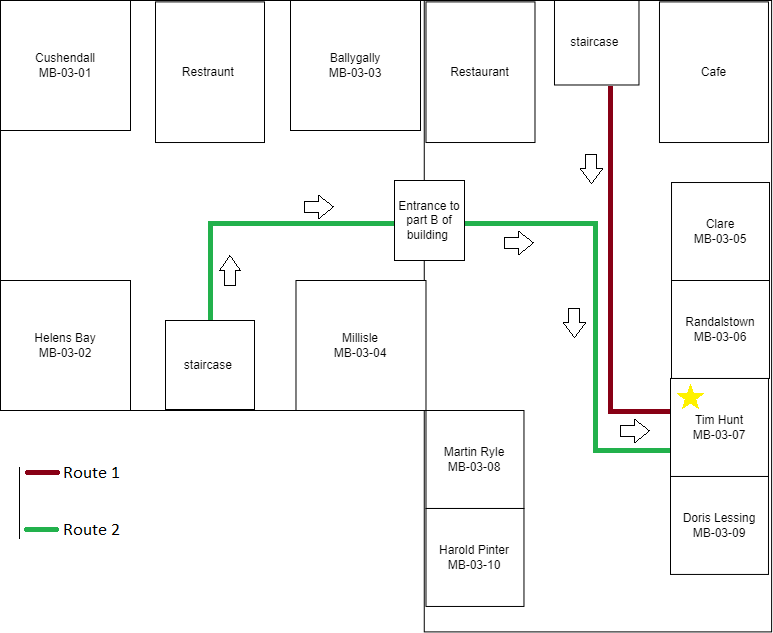 Cushendall
MB-03-01
Restraunt
Ballygally
MB-03-03
Restaurant
staircase
Cafe
Entrance to
part B of
building
Clare
MB-03-05
Helens Bay
MB-03-02
staircase
Millisle
MB-03-04
Randalstown
MB-03-06
Tim Hunt
MB-03-07
Martin Ryle
MB-03-08
Doris Lessing
MB-03-09
Harold Pinter
MB-03-10
Route 1
Route 2